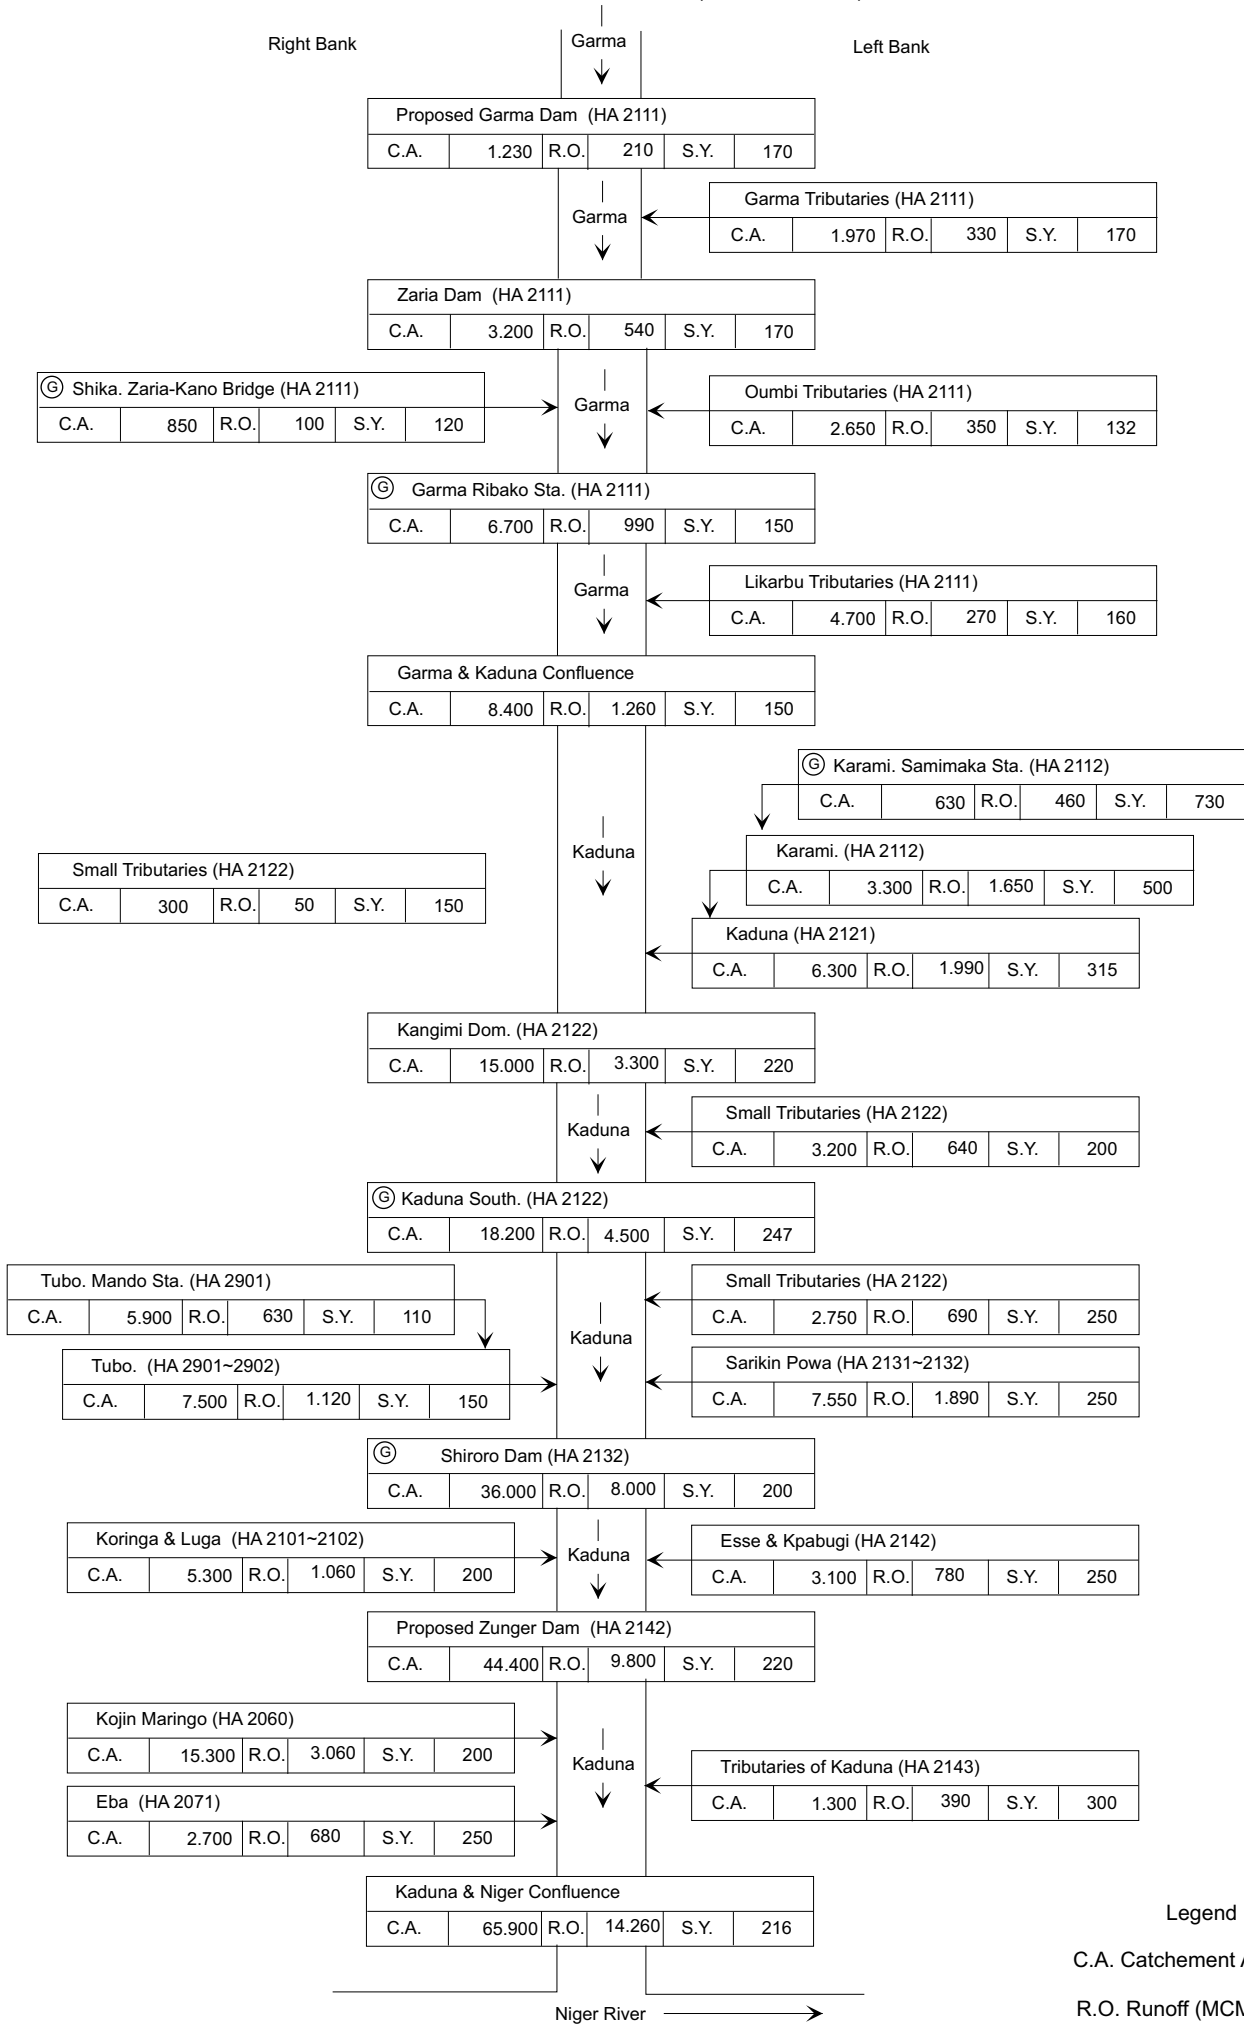 Right Bank
Garma
Left Bank
Proposed Garma Dam (HA 2111)
C.A. 1.230 R.O. 210 S.Y. 170
Garma
Garma Tributaries (HA 2111)
C.A. 1.970 R.O. 330 S.Y. 170
Zaria Dam (HA 2111)
C.A. 3.200 R.O. 540 S.Y. 170
G Shika. Zaria-Kano Bridge (HA 2111)
C.A. 850 R.O. 100 S.Y. 120
Garma
Oumbi Tributaries (HA 2111)
C.A. 2.650 R.O. 350 S.Y. 132
G Garma Ribako Sta. (HA 2111)
C.A. 6.700 R.O. 990 S.Y. 150
Garma
Likarbu Tributaries (HA 2111)
C.A. 4.700 R.O. 270 S.Y. 160
Garma & Kaduna Confluence
C.A. 8.400 R.O. 1.260 S.Y. 150
G Karami. Samimaka Sta. (HA 2112)
C.A. 630 R.O. 460 S.Y. 730
Kaduna
Karami. (HA 2112)
C.A. 3.300 R.O. 1.650 S.Y. 500
Small Tributaries (HA 2122)
C.A. 300 R.O. 50 S.Y. 150
Kaduna (HA 2121)
C.A. 6.300 R.O. 1.990 S.Y. 315
Kangimi Dom. (HA 2122)
C.A. 15.000 R.O. 3.300 S.Y. 220
Kaduna
Small Tributaries (HA 2122)
C.A. 3.200 R.O. 640 S.Y. 200
G Kaduna South. (HA 2122)
C.A. 18.200 R.O. 4.500 S.Y. 247
Tubo. Mando Sta. (HA 2901)
C.A. 5.900 R.O. 630 S.Y. 110
Small Tributaries (HA 2122)
C.A. 2.750 R.O. 690 S.Y. 250
Kaduna
Tubo. (HA 2901~2902)
C.A. 7.500 R.O. 1.120 S.Y. 150
Sarikin Powa (HA 2131~2132)
C.A. 7.550 R.O. 1.890 S.Y. 250
G Shiroro Dam (HA 2132)
C.A. 36.000 R.O. 8.000 S.Y. 200
Koringa & Luga (HA 2101~2102)
C.A. 5.300 R.O. 1.060 S.Y. 200
Kaduna
Esse & Kpabugi (HA 2142)
C.A. 3.100 R.O. 780 S.Y. 250
Proposed Zunger Dam (HA 2142)
C.A. 44.400 R.O. 9.800 S.Y. 220
Kojin Maringo (HA 2060)
C.A. 15.300 R.O. 3.060 S.Y. 200
Kaduna
Tributaries of Kaduna (HA 2143)
C.A. 1.300 R.O. 390 S.Y. 300
Eba (HA 2071)
C.A. 2.700 R.O. 680 S.Y. 250
Kaduna & Niger Confluence
C.A. 65.900 R.O. 14.260 S.Y. 216
Legend
C.A. Catchement
R.O. Runoff (MCM
Niger River